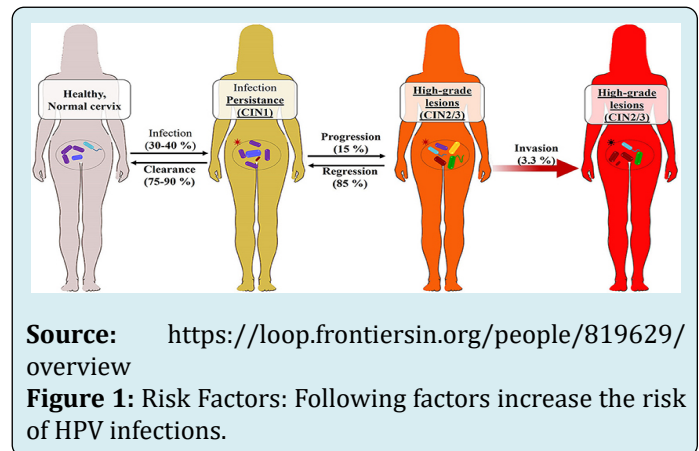 Healthy,
Normal cervix
Infection
(30-40 %)
Clearance
(75-90 %)
Infection
Persistance
(CIN1)
Progression
(15 %)
Regression
(85 %)
High-grade
lesions
(CIN2/3)
Invasion
(3.3 %)
High-grade
lesions
(CIN2/3)
Source: https://loop.frontiersin.org/people/819629/
overview
Figure 1: Risk Factors: Following factors increase the risk
of HPV infections.